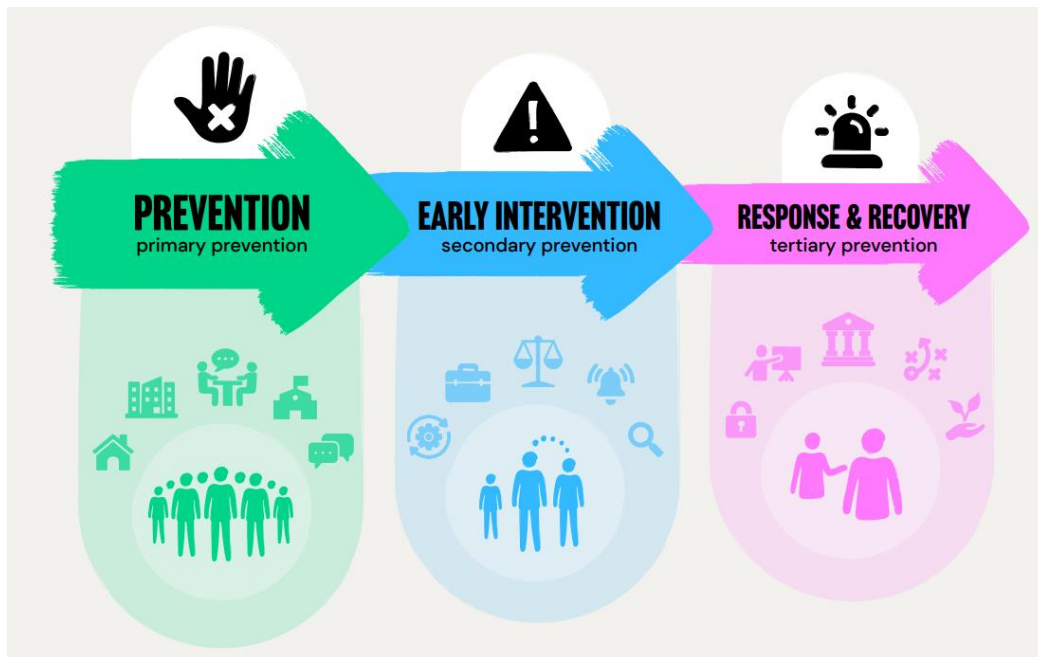 PREVENTION
primary prevention
EARLY INTERVENTION
secondary prevention
RESPONSE & RECOVERY
tertiary prevention